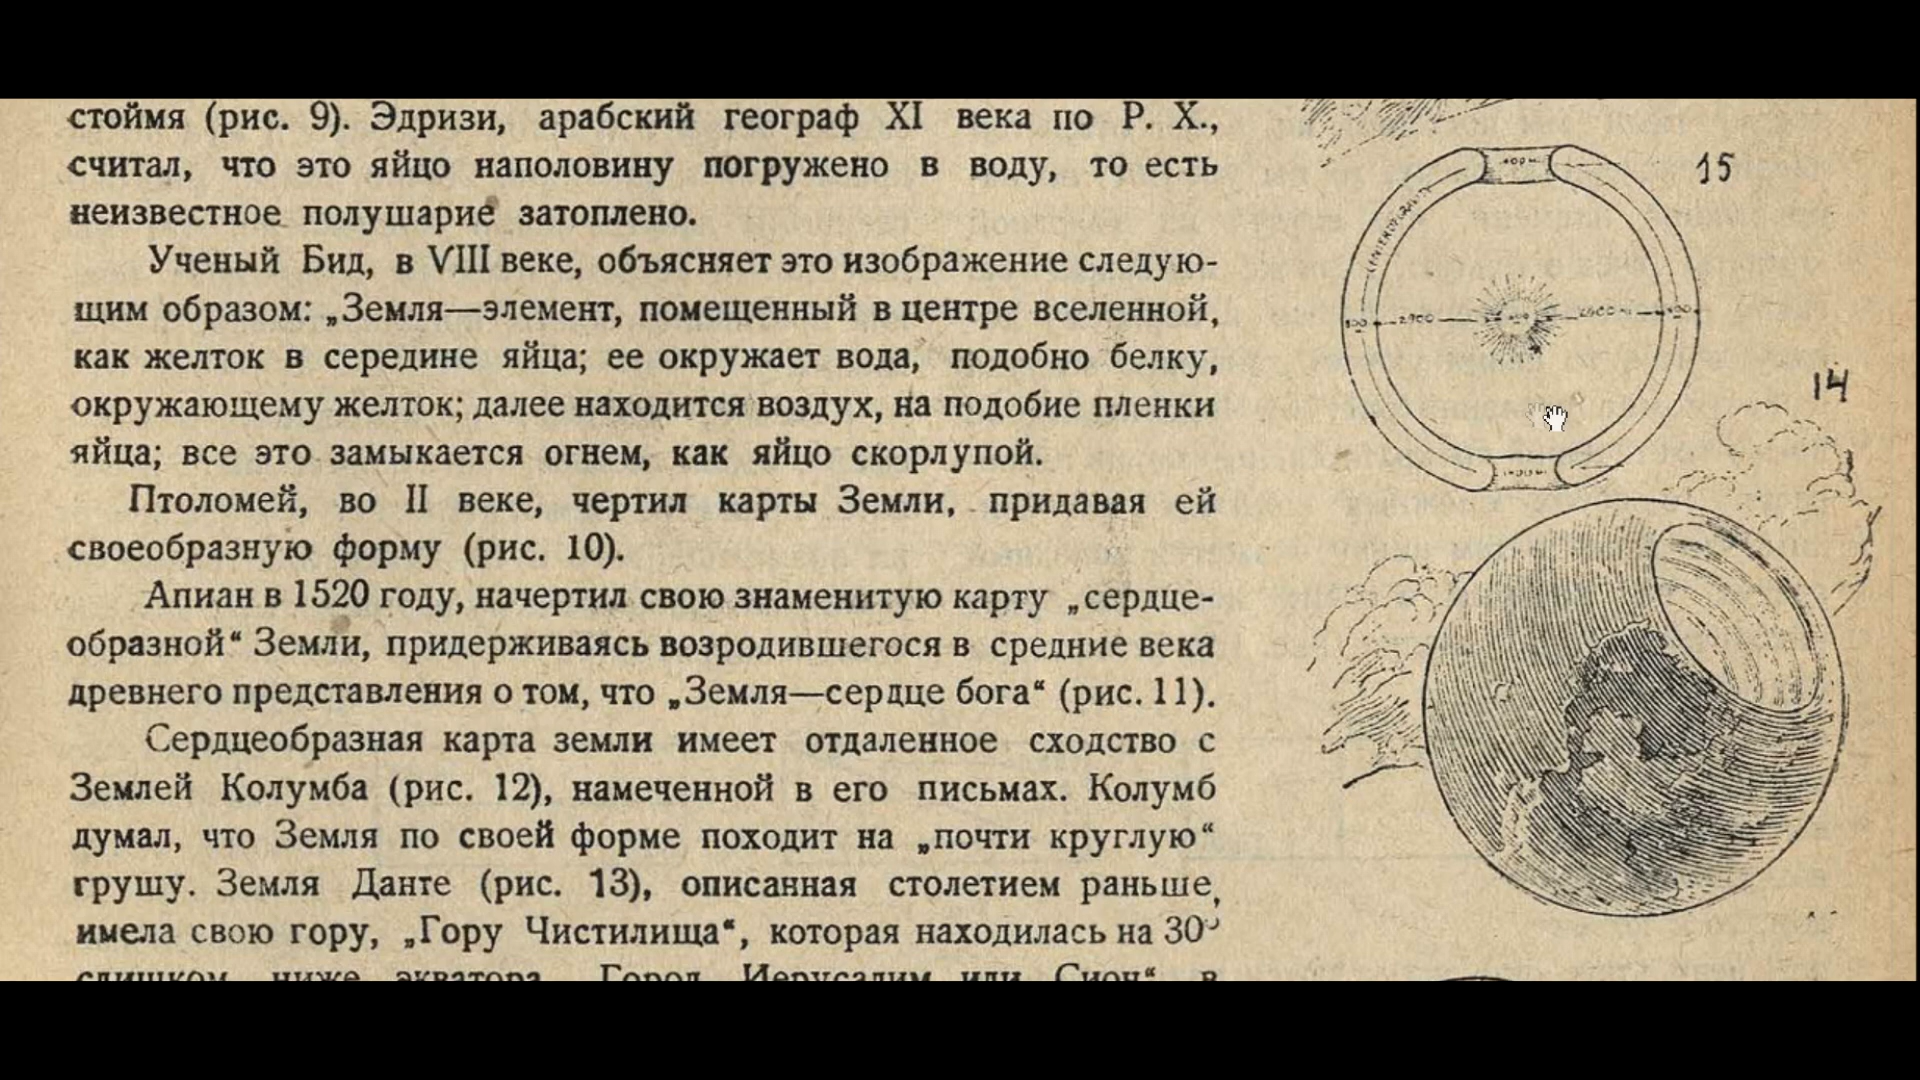 стоймя (рис. 9). Эдризи, арабский географ XI века по Р. Х.,
считал, что это яйцо наполовину погружено в воду, то есть
неизвестное полушарие затоплено.
Ученый Бид, в VIII веке, объясняет это изображение следую-
щим образом: „Земля—элемент, помещенный в центре вселенной,
как желток в середине яйца; ее окружает вода, подобно белку,
окружающему желток; далее находится воздух, на подобие пленки
яйца; все это замыкается огнем, как яйцо скорлупой.
Птоломей, во II веке, чертил карты Земли, придавая ей
своеобразную форму (рис. 10).
Апиан в 1520 году, начертил свою знаменитую карту „сердце-
образной“ Земли, придерживаясь возродившегося в средние века
древнего представления о том, что „Земля—сердце бога“ (рис. 11).
Сердцеобразная карта земли имеет отдаленное сходство с
Землей Колумба (рис. 12), намеченной в его письмах. Колумб
думал, что Земля по своей форме походит на „почти круглую“
грушу. Земля Данте (рис. 13), описанная столетием раньше,
имела свою гору, „Гору Чистилища“, которая находилась на 30°
слишком ниже экватора. Город Иерусалим или Сион“, в
15
14